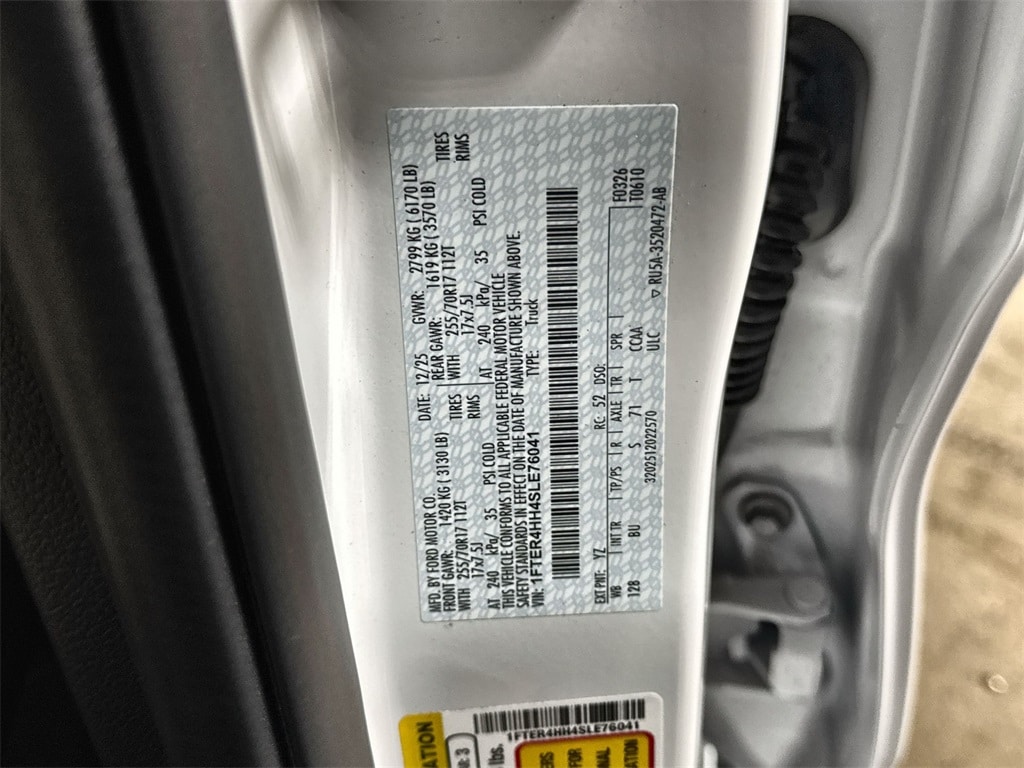 MFD. BY FORD MOTOR CO.
DATE: 12/25 GVWR: 2799 KG ( 6170 LB)
FRONT GAWR: 1420 KG ( 3130 LB) REAR GAWR: 1619 KG ( 3570 LB)
WITH 255/70R17 112T TIRES WITH 255/70R17 112T TIRES
17x7.5J RIMS 17x7.5J RIMS
AT 240 kPa/ 35 PSI COLD AT 240 kPa/ 35 PSI COLD
THIS VEHICLE CONFORMS TO ALL APPLICABLE FEDERAL MOTOR VEHICLE
SAFETY STANDARDS IN EFFECT ON THE DATE OF MANUFACTURE SHOWN ABOVE.
VIN: 1FTER4HH4SLE76041 TYPE: Truck
F0326
T0610
EXT PNT: YZ RC: 52 DSO:
WB INT TR TP/PS R AXLE TR SPR
128 BU S 71 T CCAA
3202512022570 ULC ▽ RU5A-3520472-AB
1FTER4HH4SLE76041
lbs.